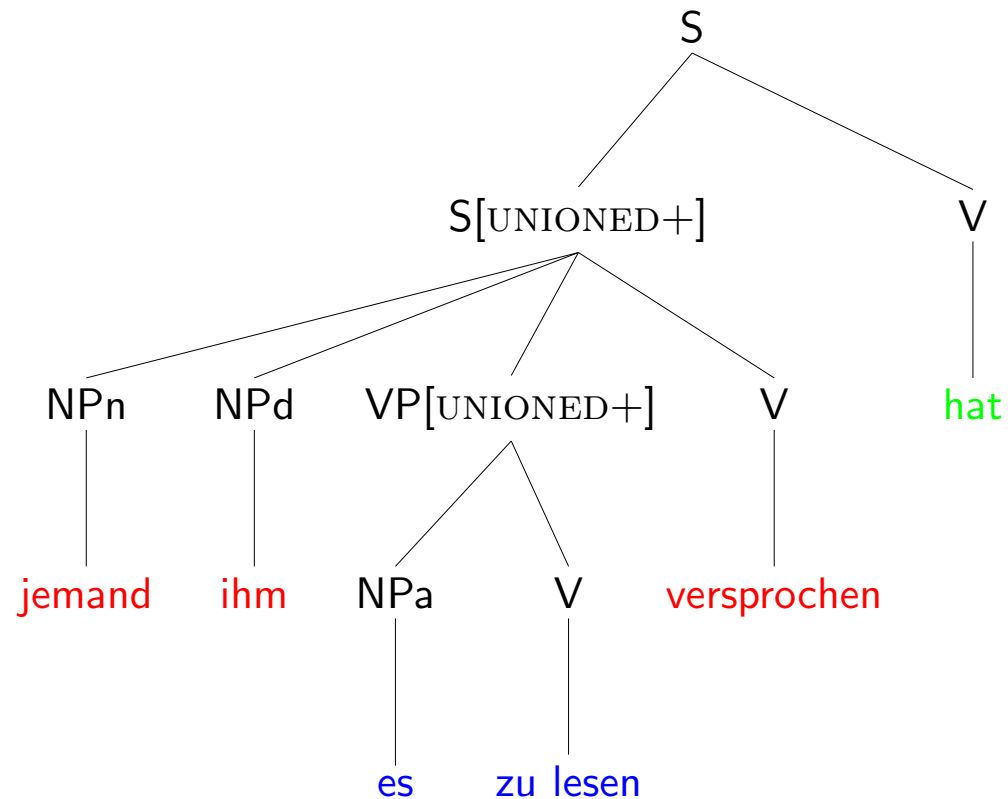 S
S[UNIONED+] V
NPn NPd VP[UNIONED+] V hat
jemand ihm NPa V versprochen
es zu lesen